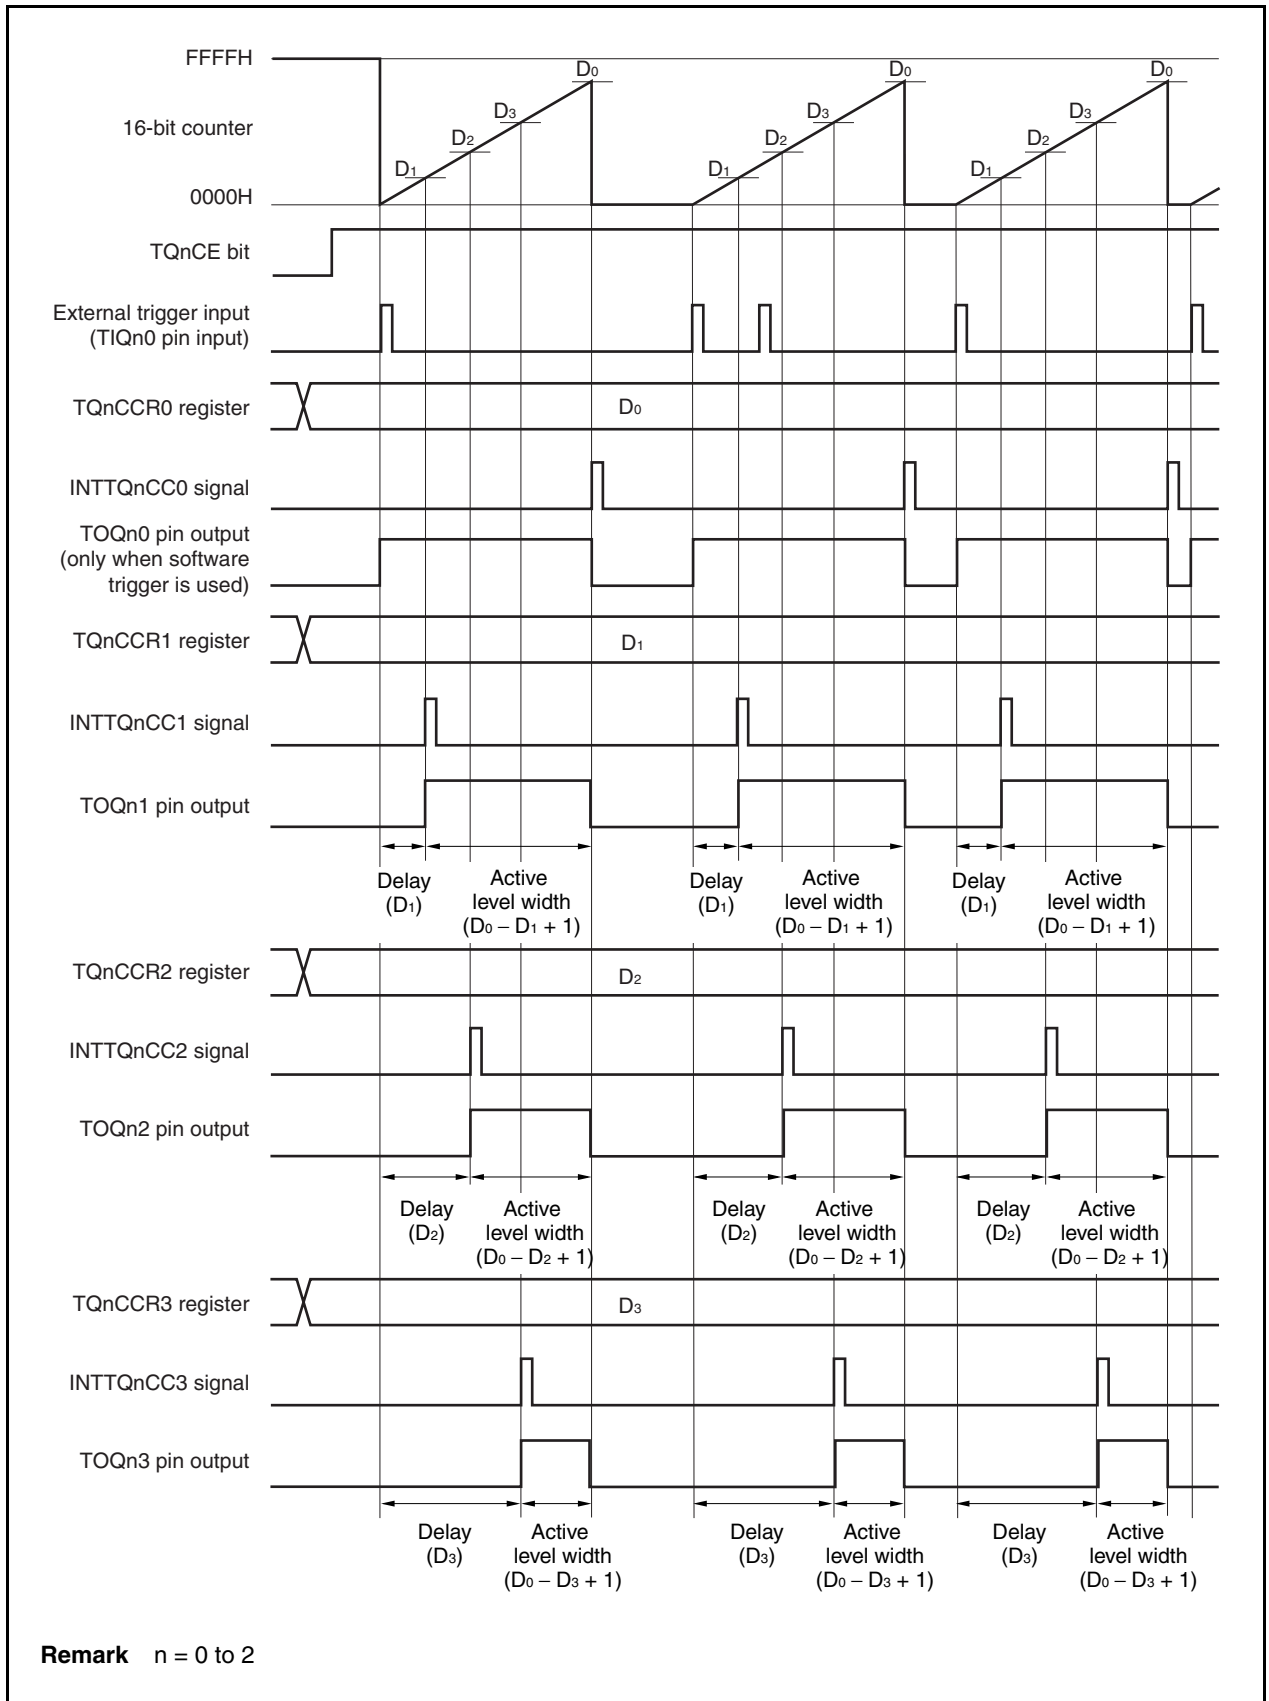 FFFFH
D0 D0 D0
D3 D3 D3
16-bit counter
D2 D2 D2
D1 D1 D1
0000H
TQnCE bit
External trigger input
(TIQn0 pin input)
TQnCCR0 register D0
INTTQnCC0 signal
TOQn0 pin output
(only when software
trigger is used)
TQnCCR1 register D1
INTTQnCC1 signal
TOQn1 pin output
Delay Active Delay Active Delay Active
(D1) level width (D1) level width (D1) level width
(D0 – D1 + 1) (D0 – D1 + 1) (D0 – D1 + 1)
TQnCCR2 register D2
INTTQnCC2 signal
TOQn2 pin output
Delay Active Delay Active Delay Active
(D2) level width (D2) level width (D2) level width
(D0 – D2 + 1) (D0 – D2 + 1) (D0 – D2 + 1)
TQnCCR3 register D3
INTTQnCC3 signal
TOQn3 pin output
Delay Active Delay Active Delay Active
(D3) level width (D3) level width (D3) level width
(D0 – D3 + 1) (D0 – D3 + 1) (D0 – D3 + 1)
Remark n = 0 to 2